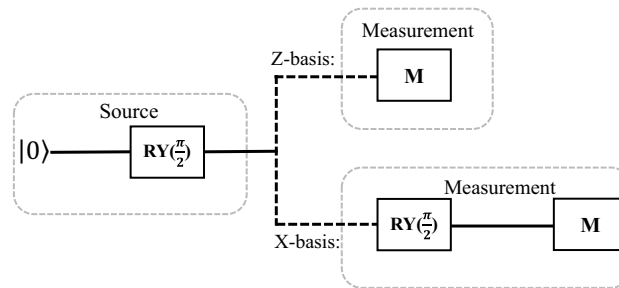 Measurement
Z-basis:
M
Source
|0⟩
RY(π/2)
Measurement
RY(π/2)
M
X-basis: